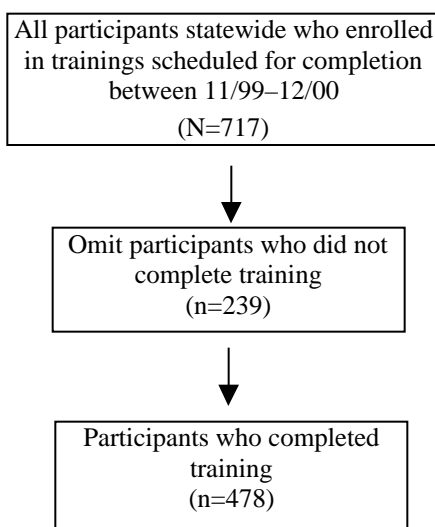 All participants statewide who enrolled
in trainings scheduled for completion
between 11/99–12/00
(N=717)
Omit participants who did not
complete training
(n=239)
Participants who completed
training
(n=478)